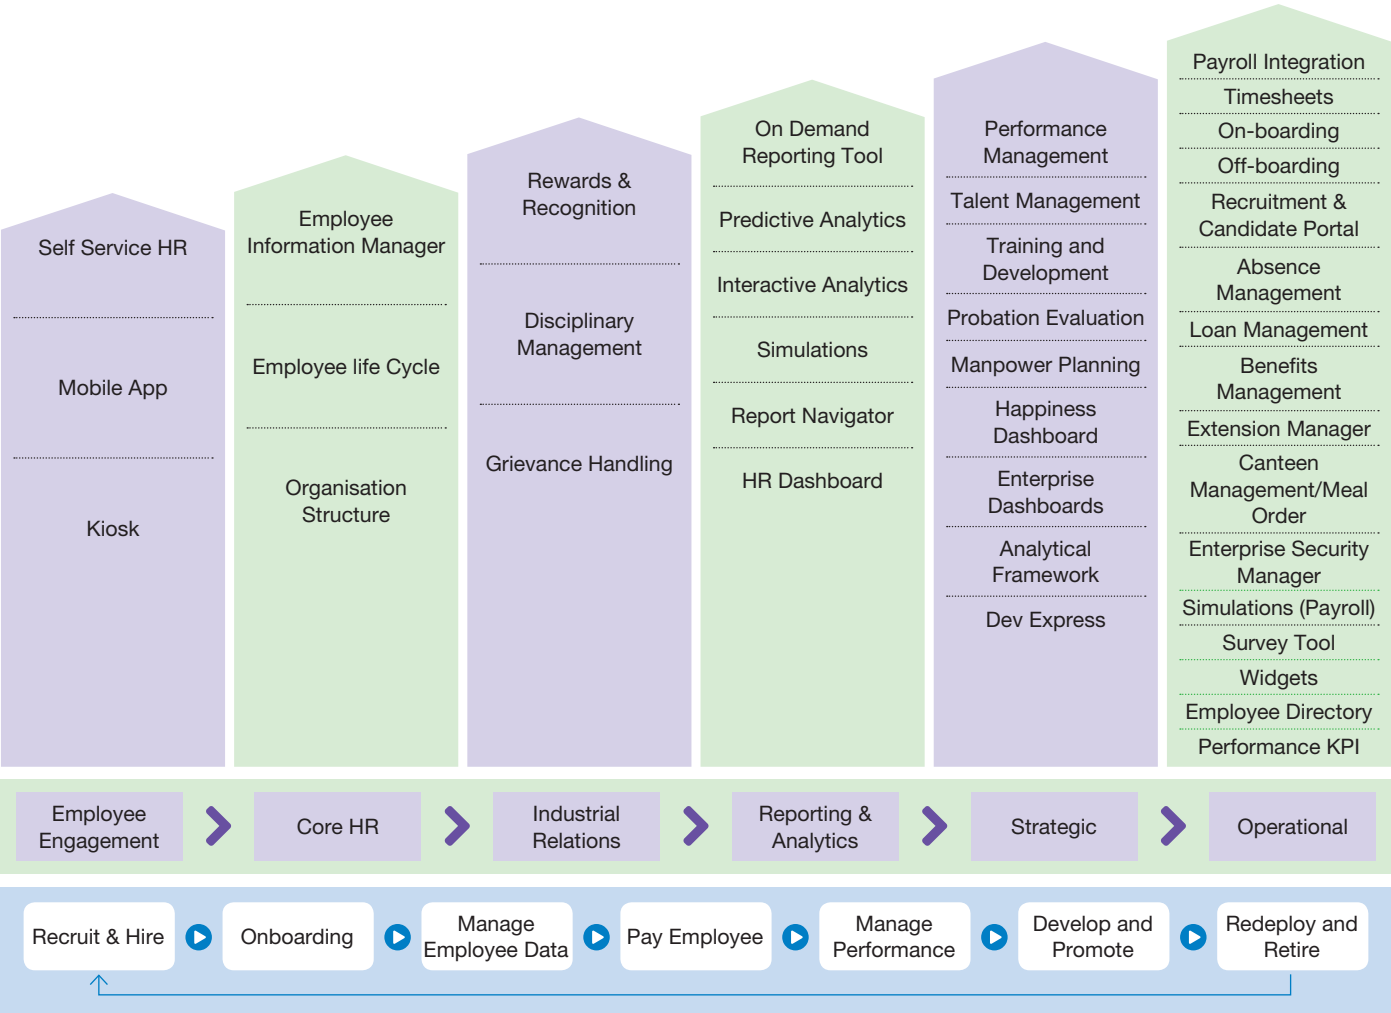 Self Service HR
Mobile App
Kiosk
Employee
Information Manager
Employee life Cycle
Organisation
Structure
Rewards &
Recognition
Disciplinary
Management
Grievance Handling
On Demand
Reporting Tool
Predictive Analytics
Interactive Analytics
Simulations
Report Navigator
HR Dashboard
Performance
Management
Talent Management
Training and
Development
Probation Evaluation
Manpower Planning
Happiness
Dashboard
Enterprise
Dashboards
Analytical
Framework
Dev Express
Payroll Integration
Timesheets
On-boarding
Off-boarding
Recruitment &
Candidate Portal
Absence
Management
Loan Management
Benefits
Management
Extension Manager
Canteen
Management/Meal
Order
Enterprise Security
Manager
Simulations (Payroll)
Survey Tool
Widgets
Employee Directory
Performance KPI
Employee
Engagement
Core HR
Industrial
Relations
Reporting &
Analytics
Strategic
Operational
Recruit & Hire
Onboarding
Manage
Employee Data
Pay Employee
Manage
Performance
Develop and
Promote
Redeploy and
Retire